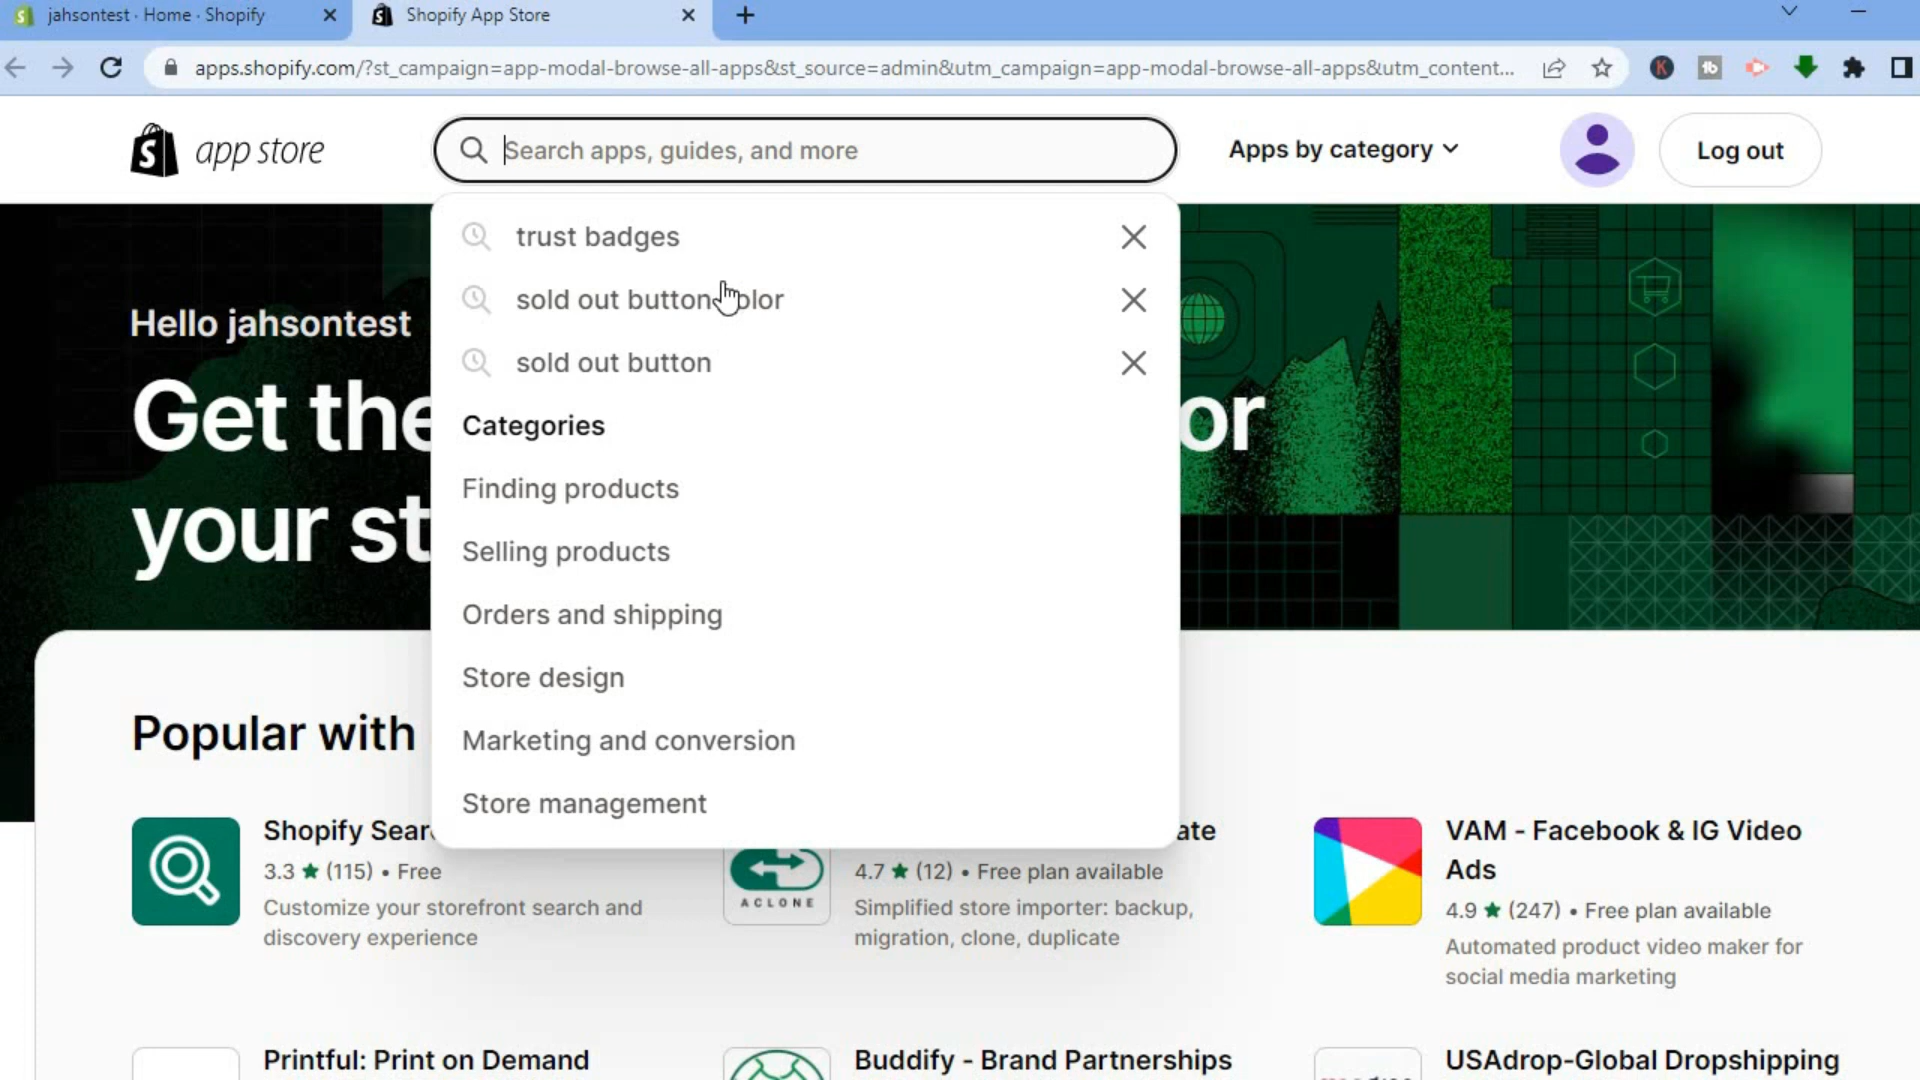 jahsontest · Home · Shopify
Shopify App Store
apps.shopify.com/?st_campaign=app-modal-browse-all-apps&st_source=admin&utm_campaign=app-modal-browse-all-apps&utm_content...
K
tb
S
app store
Search apps, guides, and more
Apps by category
Log out
trust badges
sold out button olor
sold out button
Categories
Finding products
Selling products
Orders and shipping
Store design
Marketing and conversion
Store management
Hello jahsontest
Get the or
your st
Popular with
Shopify Sear
3.3 ★ (115) • Free
Customize your storefront search and
discovery experience
ACLONE
ate
4.7 ★ (12) • Free plan available
Simplified store importer: backup,
migration, clone, duplicate
VAM - Facebook & IG Video
Ads
4.9 ★ (247) • Free plan available
Automated product video maker for
social media marketing
Printful: Print on Demand
Buddify - Brand Partnerships
USAdrop-Global Dropshipping